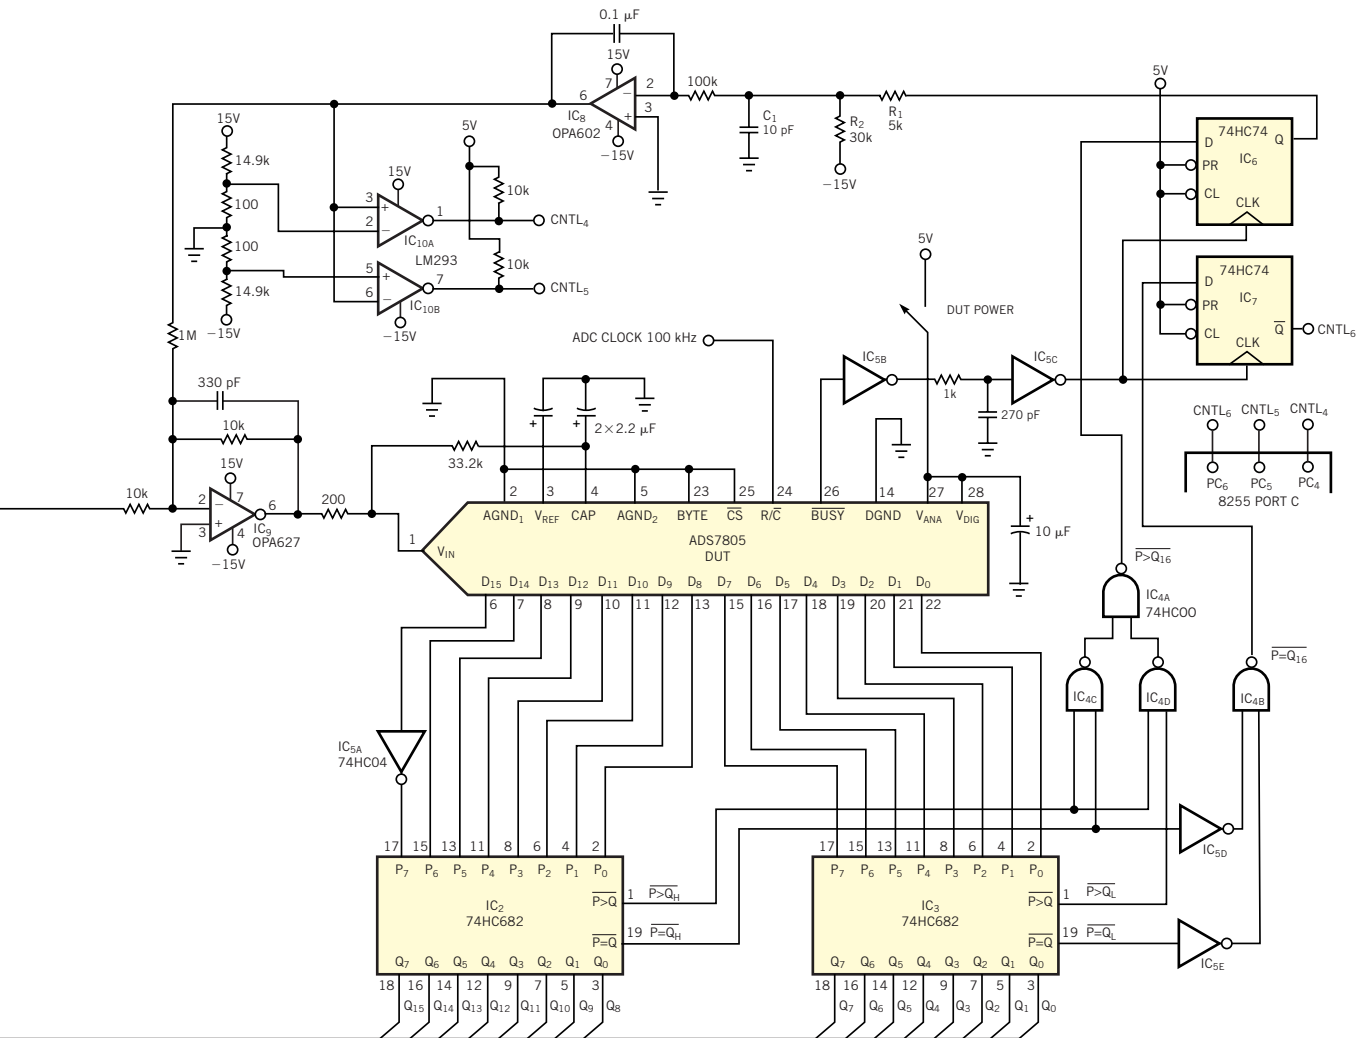 0.1 µF
15V
7
6
2
3
4
IC8
OPA602
−15V
100k
C1
10 pF
R2
30k
−15V
R1
5k
5V
74HC74
D
Q
IC6
PR
CL
CLK
15V
14.9k
100
100
14.9k
−15V
5V
15V
3
2
1
IC10A
LM293
10k
CNTL4
10k
5
6
7
IC10B
CNTL5
−15V
74HC74
D
IC7
PR
CL
Q
CLK
CNTL6
1M
ADC CLOCK 100 kHz
5V
DUT POWER
IC5B
1k
270 pF
IC5C
330 pF
10k
15V
10k
2
7
6
3
4
IC9
OPA627
−15V
200
33.2k
+
+
2×2.2 µF
+
10 µF
CNTL6
CNTL5
CNTL4
PC6
PC5
PC4
8255 PORT C
1
2
3
4
5
23
25
24
26
14
27
28
AGND1
VREF
CAP
AGND2
BYTE
CS
R/C
BUSY
DGND
VANA
VDIG
VIN
ADS7805
DUT
D15
D14
D13
D12
D11
D10
D9
D8
D7
D6
D5
D4
D3
D2
D1
D0
6
7
8
9
10
11
12
13
15
16
17
18
19
20
21
22
P>Q16
IC4A
74HC00
P=Q16
IC4C
IC4D
IC4B
IC5A
74HC04
IC5D
IC5E
17
15
13
11
8
6
4
2
P7
P6
P5
P4
P3
P2
P1
P0
IC2
74HC682
P>Q
1
P>QH
P=Q
19
P=QH
Q7
Q6
Q5
Q4
Q3
Q2
Q1
Q0
18
16
14
12
9
7
5
3
Q15
Q14
Q13
Q12
Q11
Q10
Q9
Q8
17
15
13
11
8
6
4
2
P7
P6
P5
P4
P3
P2
P1
P0
IC3
74HC682
P>Q
1
P>QL
P=Q
19
P=QL
Q7
Q6
Q5
Q4
Q3
Q2
Q1
Q0
18
16
14
12
9
7
5
3
Q7
Q6
Q5
Q4
Q3
Q2
Q1
Q0